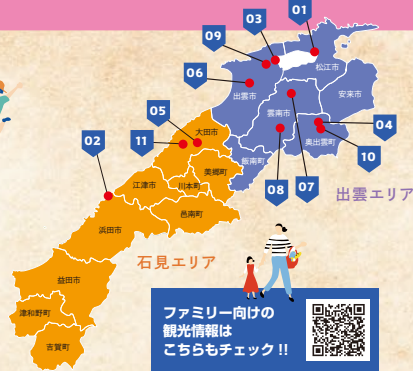 01
03
09
松江市
06
出雲市
安来市
05
雲南市
大田市
04
奥出雲町
02
11
飯南町
10
美郷町
川本町
江津市
08
07
邑南町
出雲エリア
浜田市
石見エリア
益田市
津和野町
吉賀町
ファミリー向けの
観光情報は
こちらもチェック!!